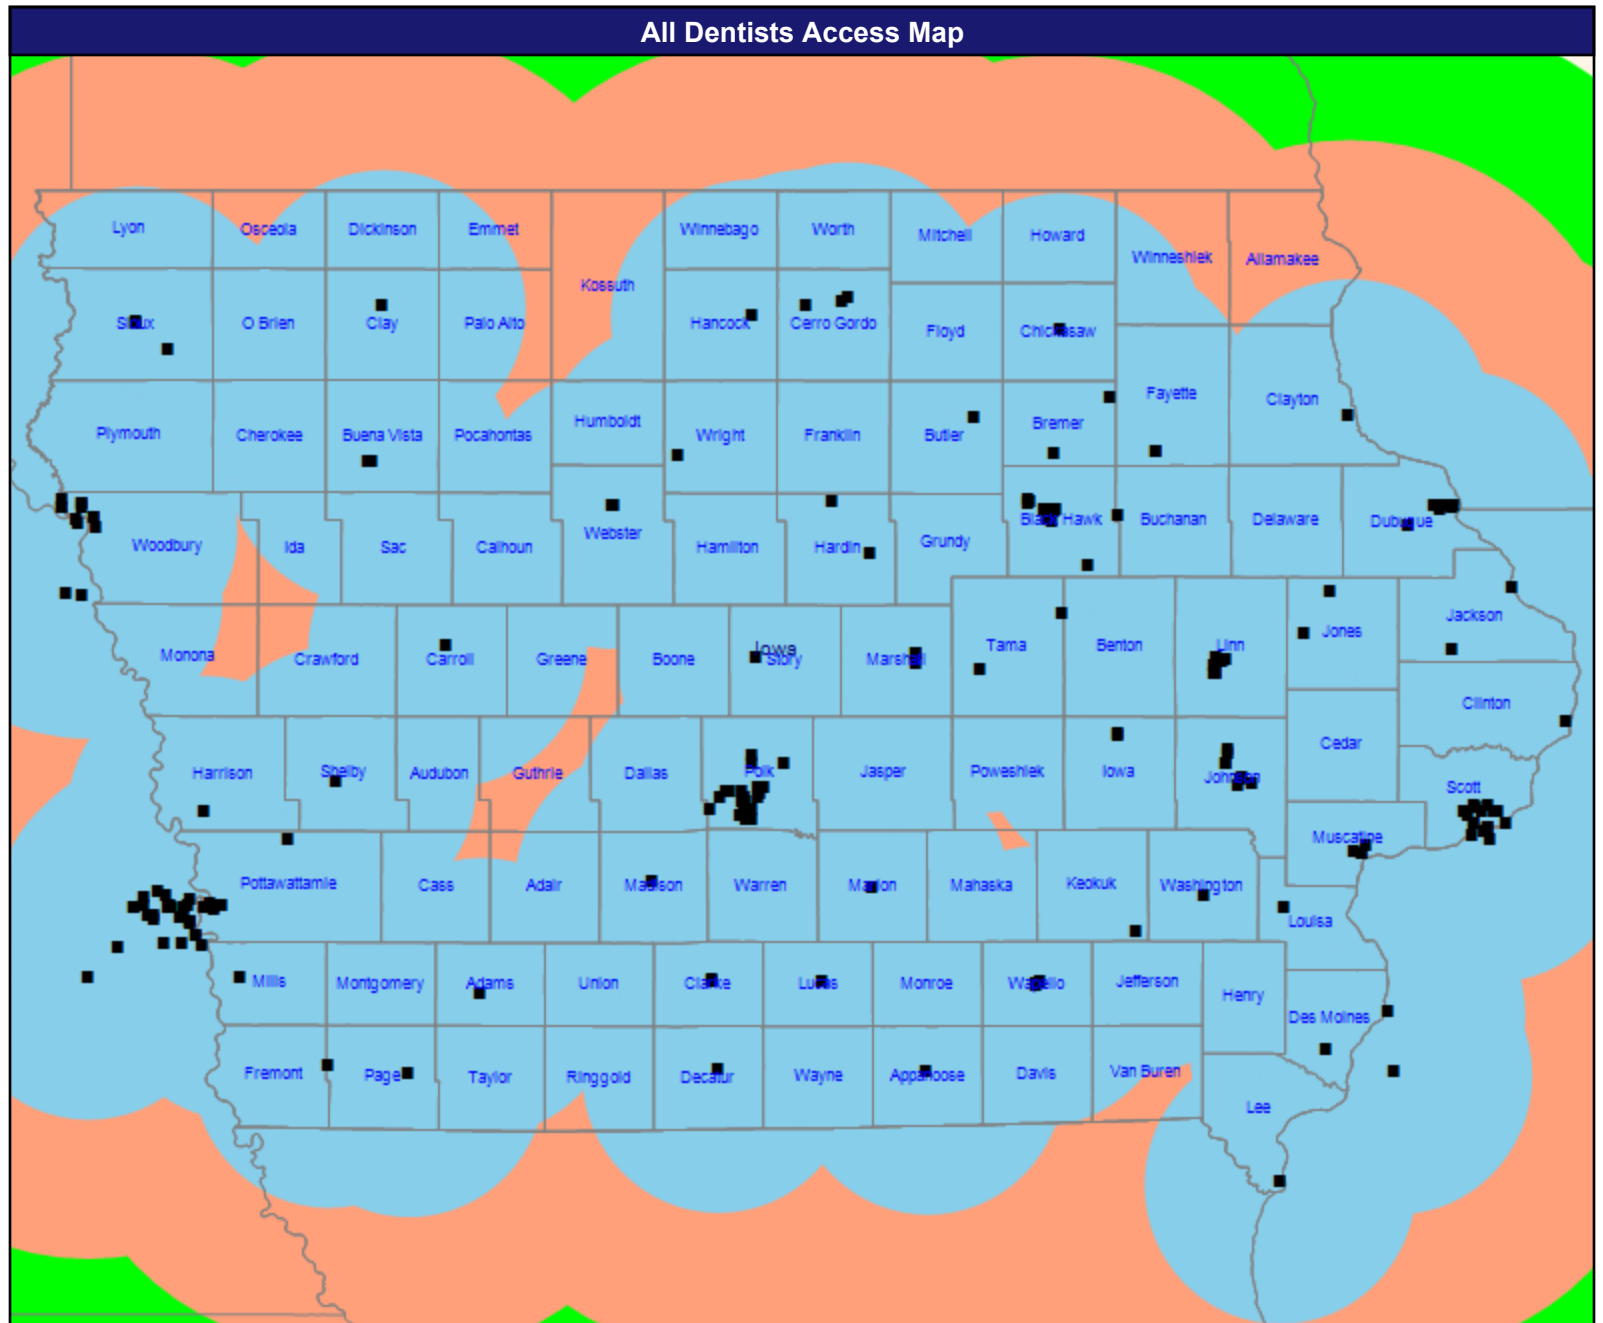 All Dentists Access Map
Lyon
Osceola
Dickinson
Emmet
Kossuth
Winnebago
Worth
Mitchell
Howard
Winneshiek
Allamakee
Sioux
O Brien
Clay
Palo Alto
Hancock
Cerro Gordo
Floyd
Chickasaw
Plymouth
Cherokee
Buena Vista
Pocahontas
Humboldt
Wright
Franklin
Butler
Bremer
Fayette
Clayton
Woodbury
Ida
Sac
Calhoun
Webster
Hamilton
Hardin
Grundy
Black Hawk
Buchanan
Delaware
Dubuque
Monona
Crawford
Carroll
Greene
Boone
Iowa
Story
Marshall
Tama
Benton
Linn
Jones
Jackson
Clinton
Harrison
Shelby
Audubon
Guthrie
Dallas
Polk
Jasper
Poweshiek
Iowa
Johnson
Cedar
Scott
Muscatine
Pottawattamie
Cass
Adair
Madison
Warren
Marion
Mahaska
Keokuk
Washington
Louisa
Mills
Montgomery
Adams
Union
Clarke
Lucas
Monroe
Wapello
Jefferson
Henry
Des Moines
Fremont
Page
Taylor
Ringgold
Decatur
Wayne
Appanoose
Davis
Van Buren
Lee